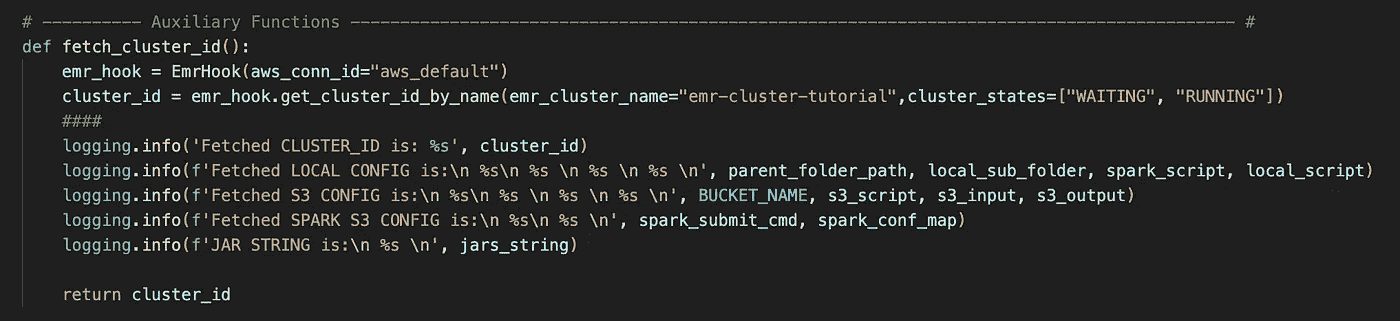 # ---------- Auxiliary Functions ----------------------------------------------------------------------------------------- #
def fetch_cluster_id():
    emr_hook = EmrHook(aws_conn_id="aws_default")
    cluster_id = emr_hook.get_cluster_id_by_name(emr_cluster_name="emr-cluster-tutorial",cluster_states=["WAITING", "RUNNING"])
    ####
    logging.info('Fetched CLUSTER_ID is: %s', cluster_id)
    logging.info(f'Fetched LOCAL CONFIG is:\n %s\n %s \n %s \n %s \n', parent_folder_path, local_sub_folder, spark_script, local_script)
    logging.info(f'Fetched S3 CONFIG is:\n %s\n %s \n %s \n %s \n', BUCKET_NAME, s3_script, s3_input, s3_output)
    logging.info(f'Fetched SPARK S3 CONFIG is:\n %s\n %s \n', spark_submit_cmd, spark_conf_map)
    logging.info(f'JAR STRING is:\n %s \n', jars_string)

    return cluster_id